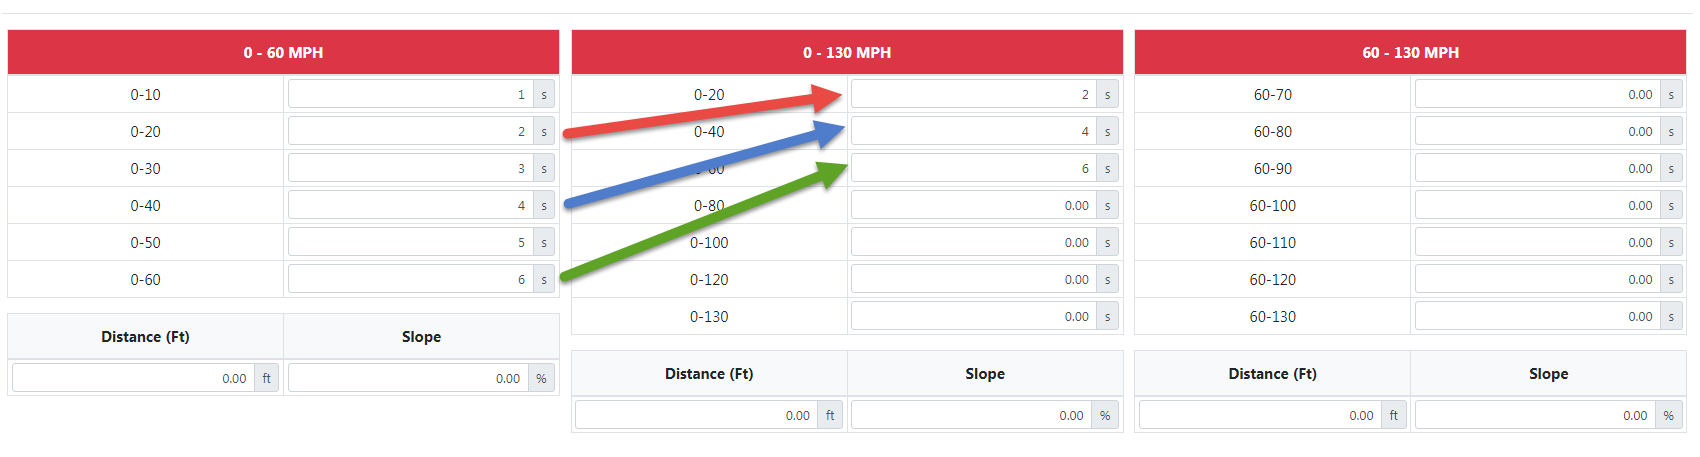 0 - 60 MPH
0-10 1 s
0-20 2 s
0-30 3 s
0-40 4 s
0-50 5 s
0-60 6 s
Distance (Ft) Slope
0.00 ft 0.00 %
0 - 130 MPH
0-20 2 s
0-40 4 s
0-60 6 s
0-80 0.00 s
0-100 0.00 s
0-120 0.00 s
0-130 0.00 s
Distance (Ft) Slope
0.00 ft 0.00 %
60 - 130 MPH
60-70 0.00 s
60-80 0.00 s
60-90 0.00 s
60-100 0.00 s
60-110 0.00 s
60-120 0.00 s
60-130 0.00 s
Distance (Ft) Slope
0.00 ft 0.00 %